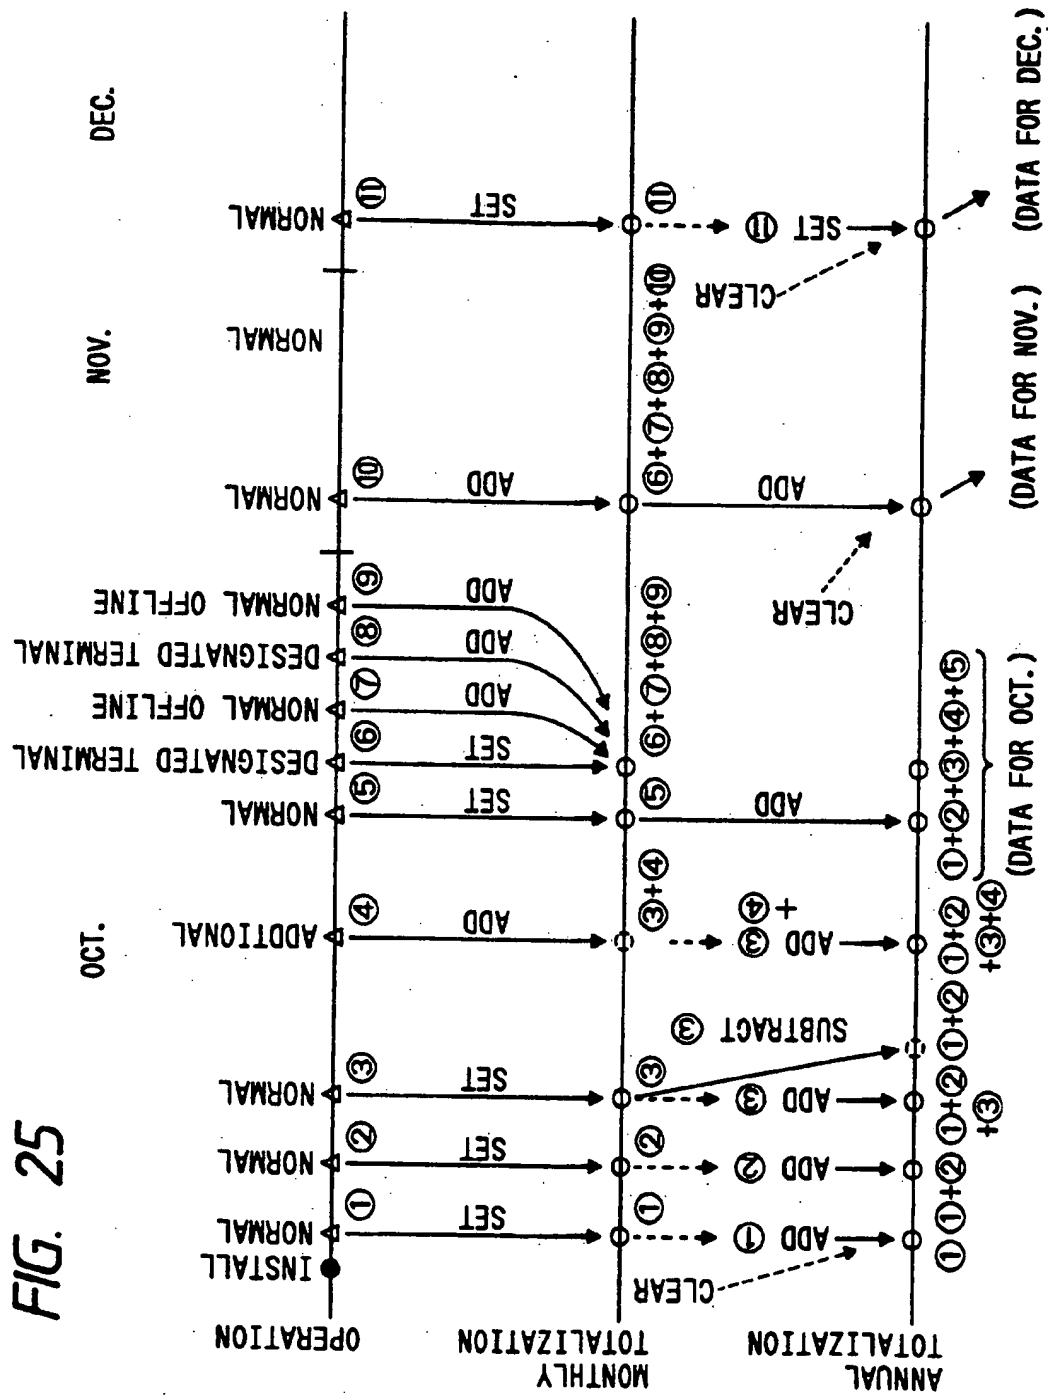 FIG. 25
OCT.
NOV.
DEC.
OPERATION
INSTALL
NORMAL
NORMAL
NORMAL
ADDTIONAL
NORMAL
DESIGNATED TERMINAL
NORMAL OFFLINE
DESIGNATED TERMINAL
NORMAL OFFLINE
NORMAL
NORMAL
NORMAL
①
②
③
④
⑤
⑥
⑦
⑧
⑨
⑩
⑪
SET
SET
SET
ADD
SET
SET
ADD
ADD
ADD
ADD
SET
MONTHLY
TOTALIZATION
①
②
③
③+④
⑤
⑥+⑦+⑧+⑨
⑥+⑦+⑧+⑨+⑩
⑪
CLEAR
① ADD
② ADD
③ ADD
SUBTRACT ③
③ ADD
+
④
ADD
CLEAR
ADD
CLEAR
⑪ SET
ANNUAL
TOTALIZATION
①
①+②
①+②
+③
①+②
①+②
+③+④
①+②+③+④+⑤
(DATA FOR OCT.)
(DATA FOR NOV.)
(DATA FOR DEC.)